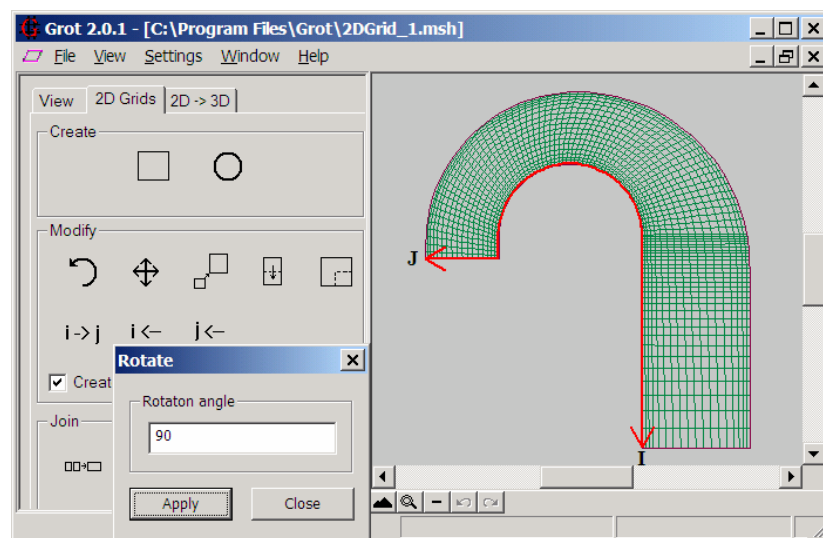 Grot 2.0.1 - [C:\Program Files\Grot\2DGrid_1.msh]
File View Settings Window Help
View 2D Grids 2D -> 3D
Create
Modify
i -> j i <– j <–
Rotate
Creat
Rotaton angle
Join
90
Apply Close
J
I